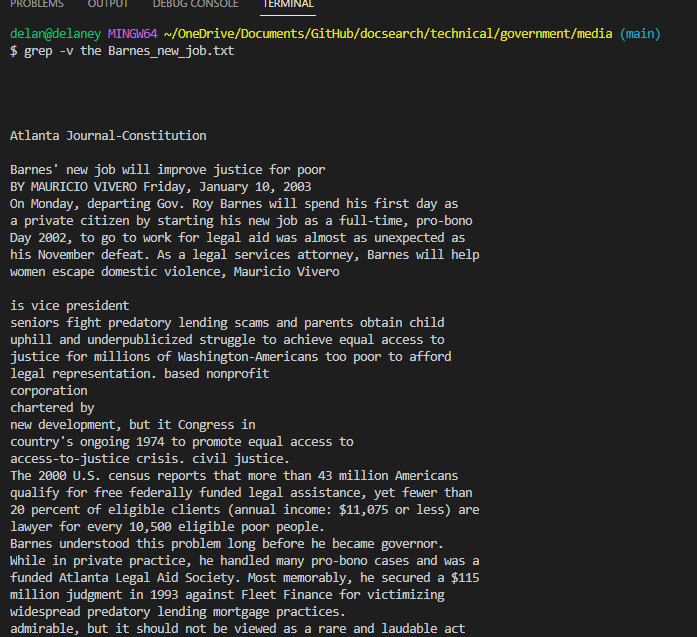 PROBLEMS OUTPUT DEBUG CONSOLE TERMINAL
delan@delaney MINGW64 ~/OneDrive/Documents/GitHub/docsearch/technical/government/media (main)
$ grep -v the Barnes_new_job.txt
Atlanta Journal-Constitution
Barnes' new job will improve justice for poor
BY MAURICIO VIVERO Friday, January 10, 2003
On Monday, departing Gov. Roy Barnes will spend his first day as
a private citizen by starting his new job as a full-time, pro-bono
Day 2002, to go to work for legal aid was almost as unexpected as
his November defeat. As a legal services attorney, Barnes will help
women escape domestic violence, Mauricio Vivero
is vice president
seniors fight predatory lending scams and parents obtain child
uphill and underpublicized struggle to achieve equal access to
justice for millions of Washington-Americans too poor to afford
legal representation. based nonprofit
corporation
chartered by
new development, but it Congress in
country's ongoing 1974 to promote equal access to
access-to-justice crisis. civil justice.
The 2000 U.S. census reports that more than 43 million Americans
qualify for free federally funded legal assistance, yet fewer than
20 percent of eligible clients (annual income: $11,075 or less) are
lawyer for every 10,500 eligible poor people.
Barnes understood this problem long before he became governor.
While in private practice, he handled many pro-bono cases and was a
funded Atlanta Legal Aid Society. Most memorably, he secured a $115
million judgment in 1993 against Fleet Finance for victimizing
widespread predatory lending mortgage practices.
admirable, but it should not be viewed as a rare and laudable act